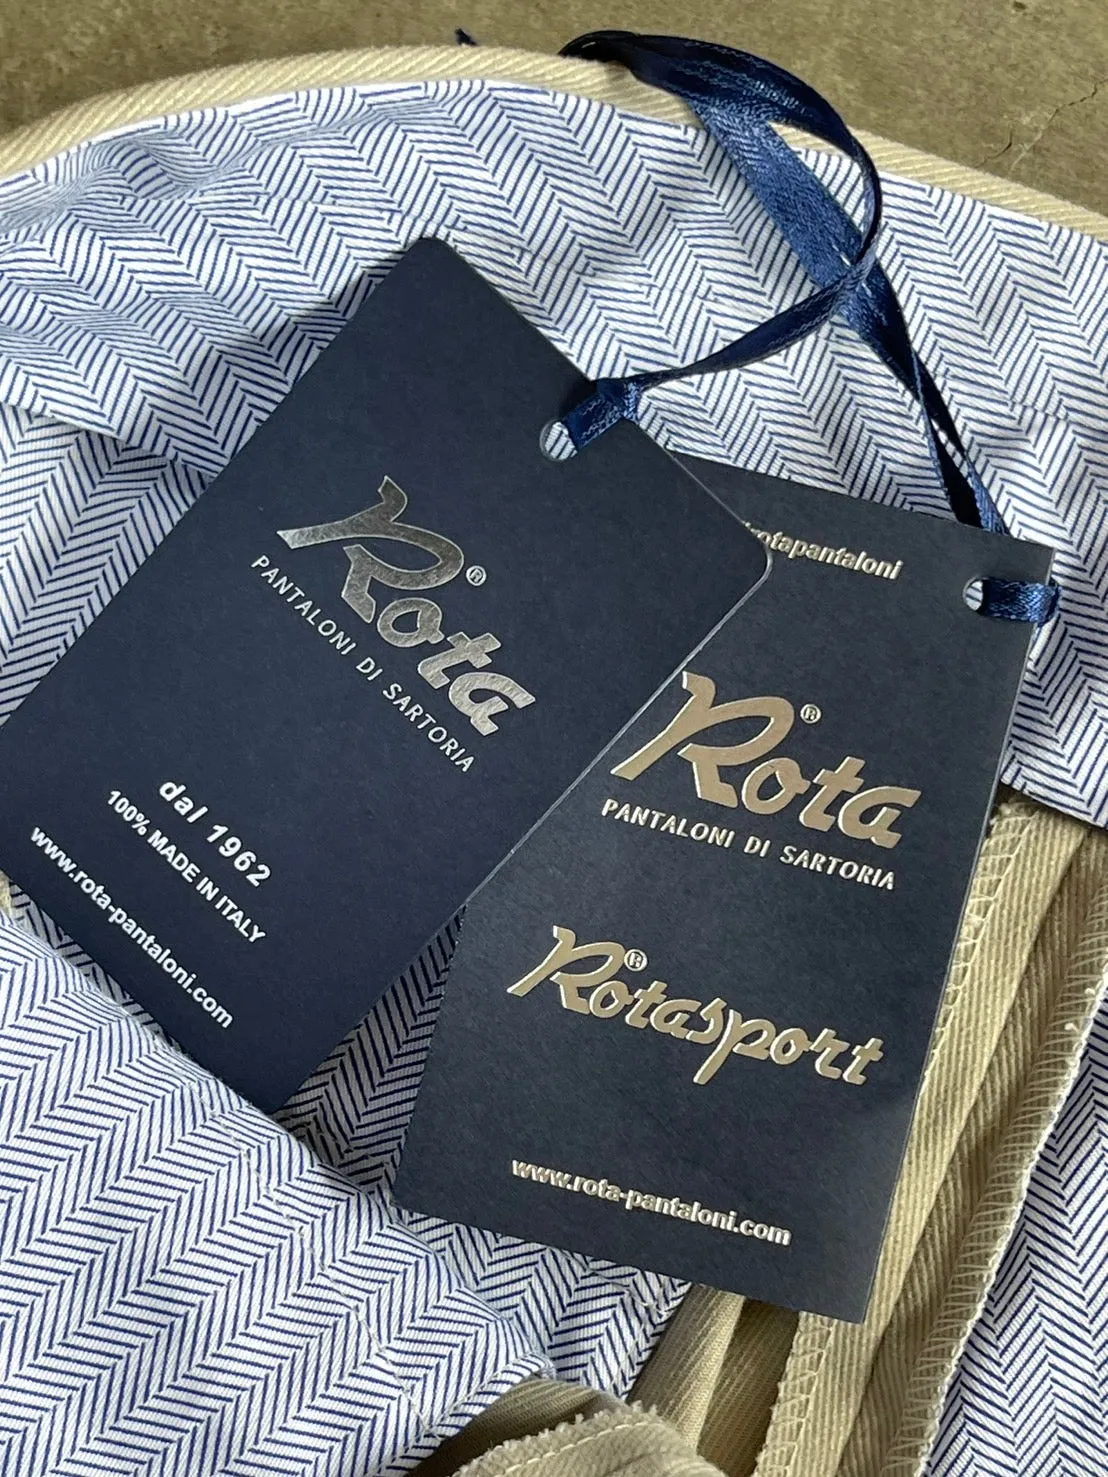 Rota®
PANTALONI DI SARTORIA
dal 1962
100% MADE IN ITALY
www.rota-pantaloni.com
rotapantaloni
Rota®
PANTALONI DI SARTORIA
Rotasport®
www.rota-pantaloni.com